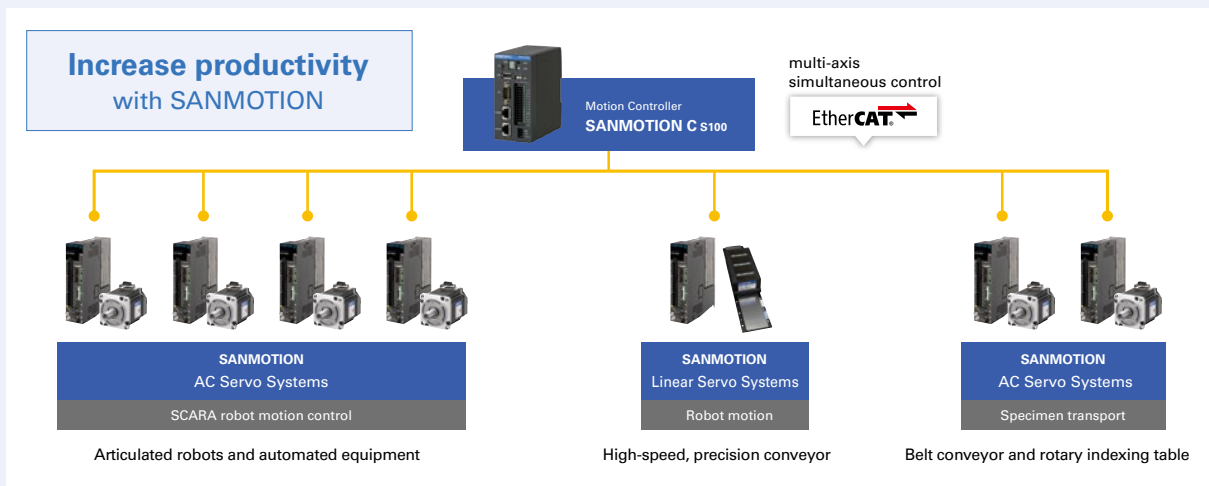 Increase productivity
with SANMOTION
Motion Controller
SANMOTION C S100
multi-axis
simultaneous control
EtherCAT®
SANMOTION
AC Servo Systems
SCARA robot motion control
Articulated robots and automated equipment
SANMOTION
Linear Servo Systems
Robot motion
High-speed, precision conveyor
SANMOTION
AC Servo Systems
Specimen transport
Belt conveyor and rotary indexing table